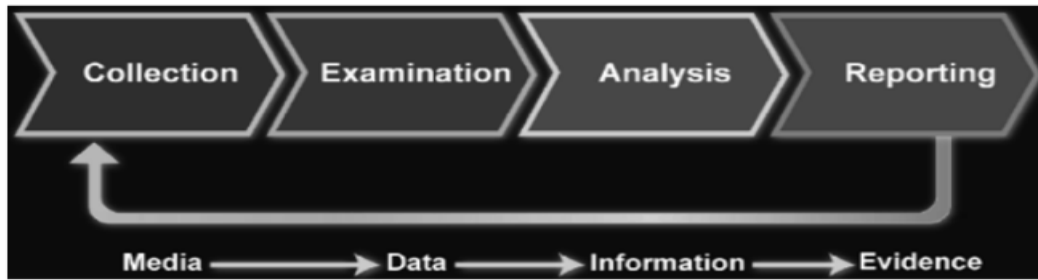 Collection Examination Analysis Reporting
Media Data Information Evidence